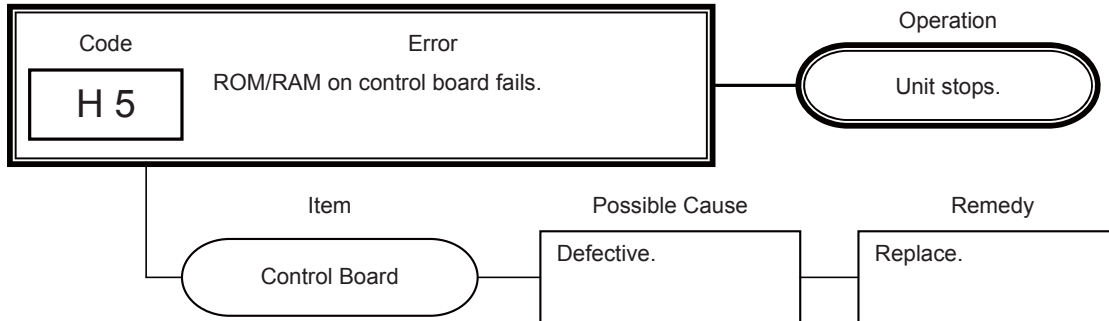 Code
Error
Operation
H 5
ROM/RAM on control board fails.
Unit stops.
Item
Possible Cause
Remedy
Control Board
Defective.
Replace.